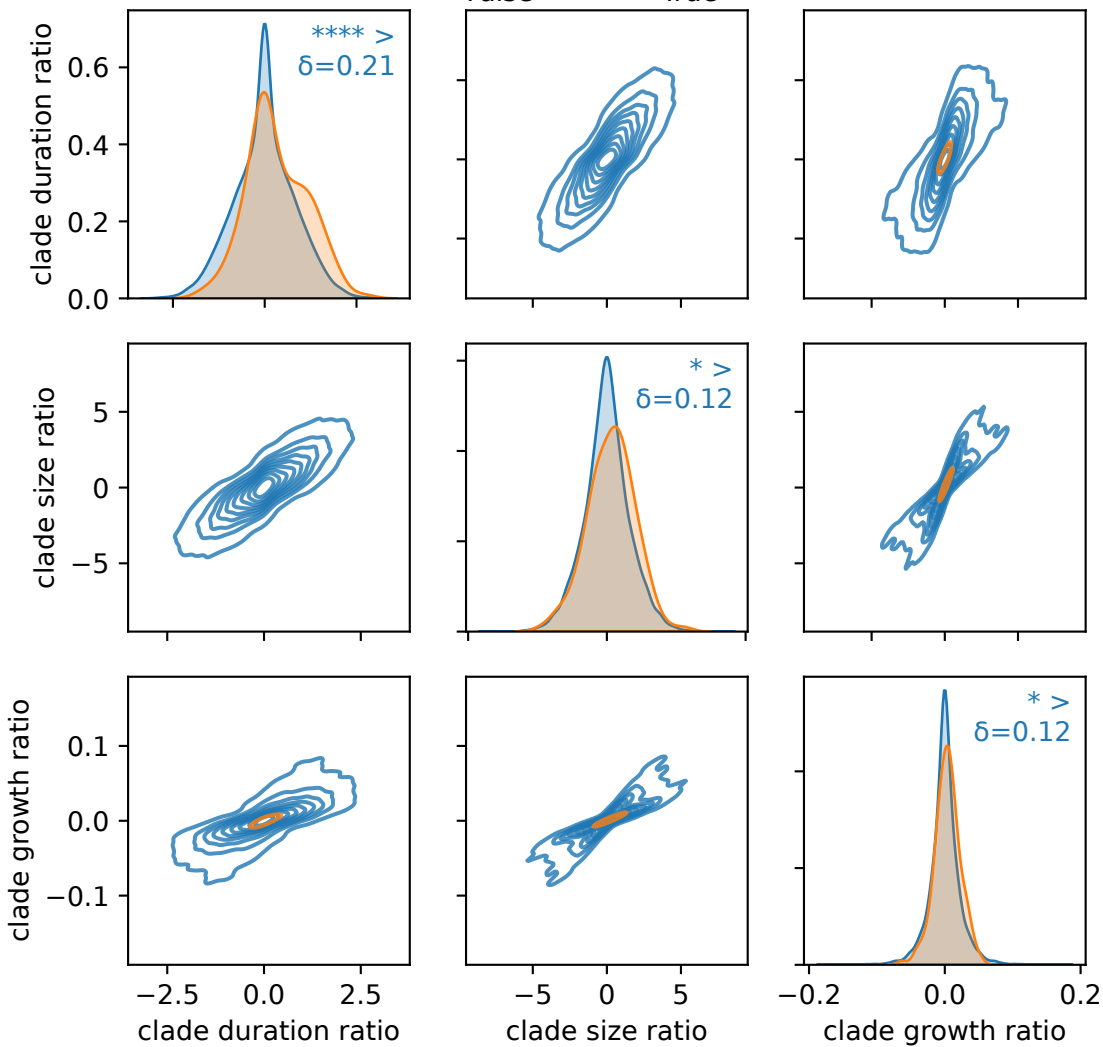 **** >
δ=0.21
0.6
0.4
0.2
0.0
clade duration ratio
* >
δ=0.12
5
0
−5
clade size ratio
* >
δ=0.12
0.1
0.0
−0.1
clade growth ratio
−2.5 0.0 2.5
clade duration ratio
−5 0 5
clade size ratio
−0.2 0.0 0.2
clade growth ratio